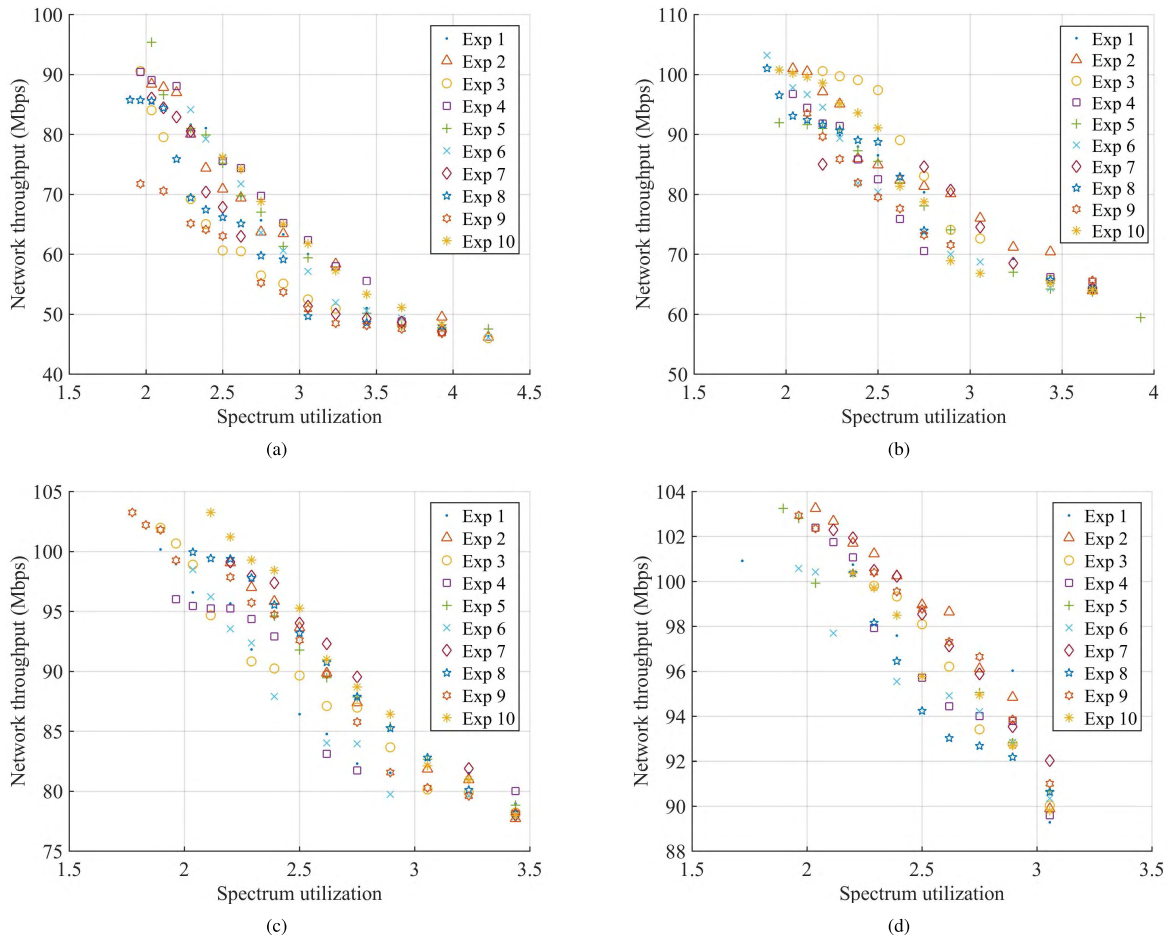 100
90
80
70
60
50
40
1.5 2 2.5 3 3.5 4 4.5
Network throughput (Mbps)
Spectrum utilization
Exp 1
Exp 2
Exp 3
Exp 4
Exp 5
Exp 6
Exp 7
Exp 8
Exp 9
Exp 10
(a)
110
100
90
80
70
60
50
1.5 2 2.5 3 3.5 4
Network throughput (Mbps)
Spectrum utilization
Exp 1
Exp 2
Exp 3
Exp 4
Exp 5
Exp 6
Exp 7
Exp 8
Exp 9
Exp 10
(b)
105
100
95
90
85
80
75
1.5 2 2.5 3 3.5
Network throughput (Mbps)
Spectrum utilization
Exp 1
Exp 2
Exp 3
Exp 4
Exp 5
Exp 6
Exp 7
Exp 8
Exp 9
Exp 10
(c)
104
102
100
98
96
94
92
90
88
1.5 2 2.5 3 3.5
Network throughput (Mbps)
Spectrum utilization
Exp 1
Exp 2
Exp 3
Exp 4
Exp 5
Exp 6
Exp 7
Exp 8
Exp 9
Exp 10
(d)